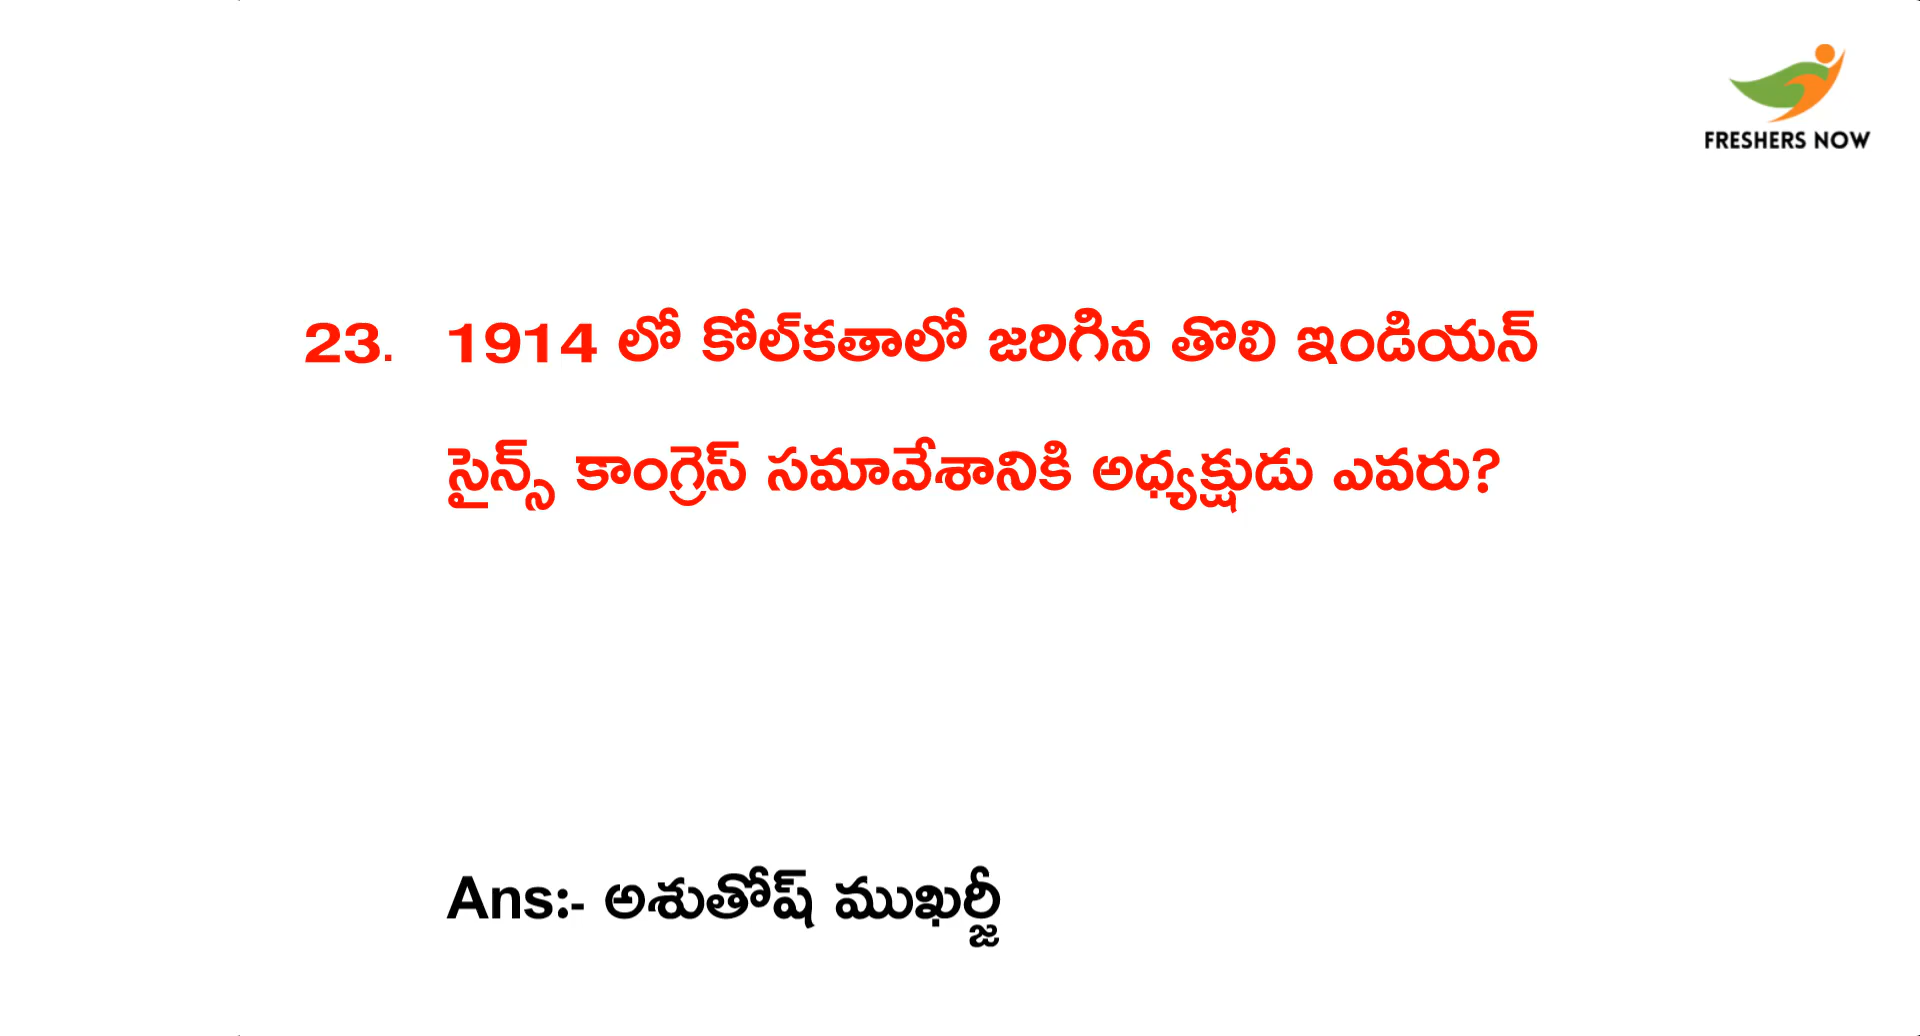 FRESHERS NOW
23. 1914 లో కోల్‌కతాలో జరిగిన తొలి ఇండియన్
సైన్స్ కాంగ్రెస్ సమావేశానికి అధ్యక్షుడు ఎవరు?
Ans:- అశుతోష్ ముఖర్జీ